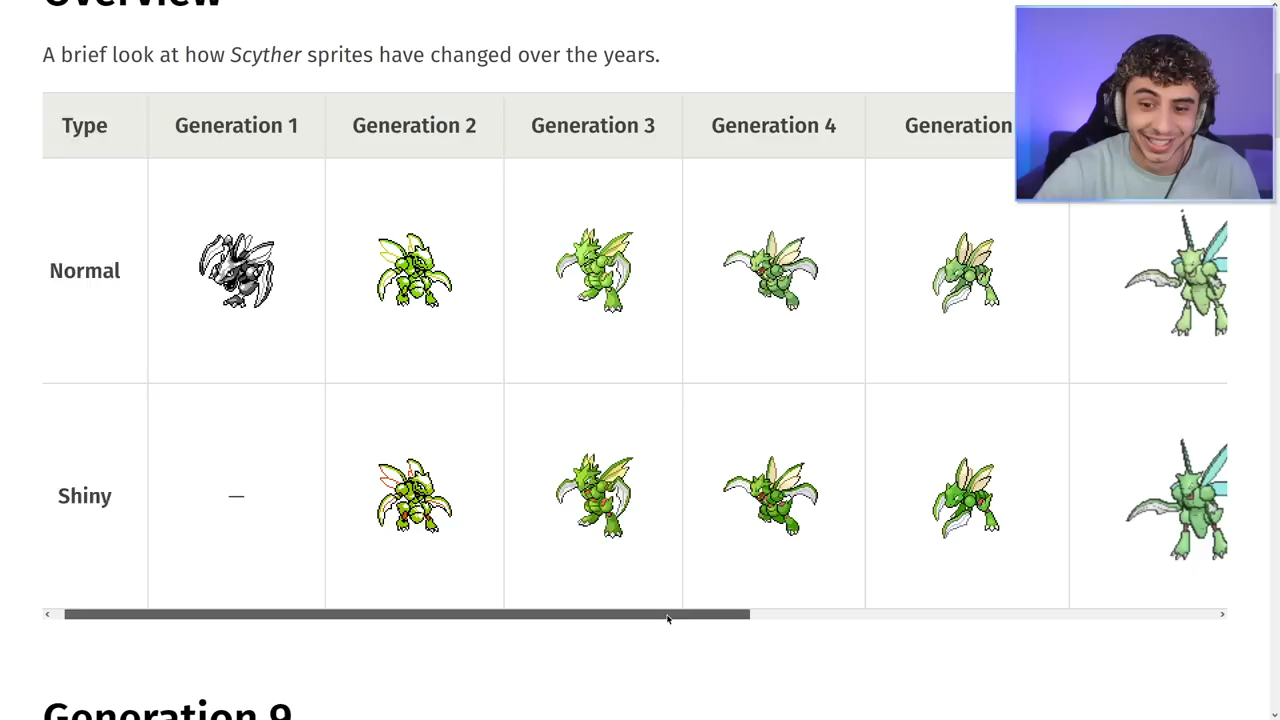 Overview
A brief look at how Scyther sprites have changed over the years.
Type Generation 1 Generation 2 Generation 3 Generation 4 Generation
Normal
Shiny —
Generation 9